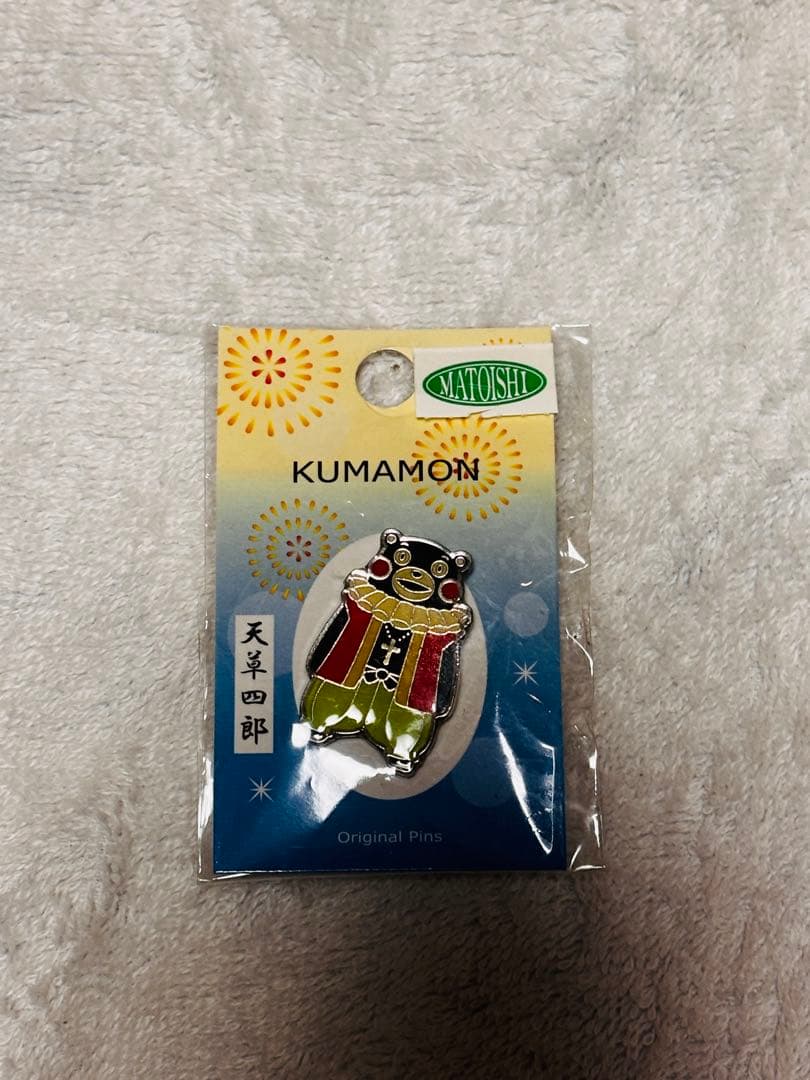 MATOISHI
KUMAMON
天草四郎
Original Pins